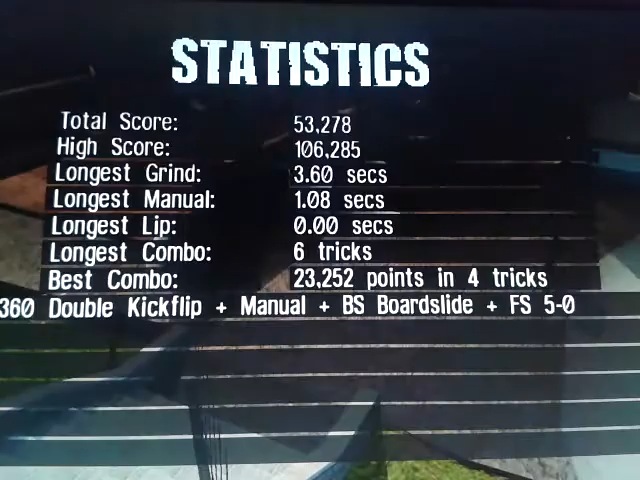 STATISTICS
Total Score: 53,278
High Score: 106,285
Longest Grind: 3.60 secs
Longest Manual: 1.08 secs
Longest Lip: 0.00 secs
Longest Combo: 6 tricks
Best Combo: 23,252 points in 4 tricks
360 Double Kickflip + Manual + BS Boardslide + FS 5-0